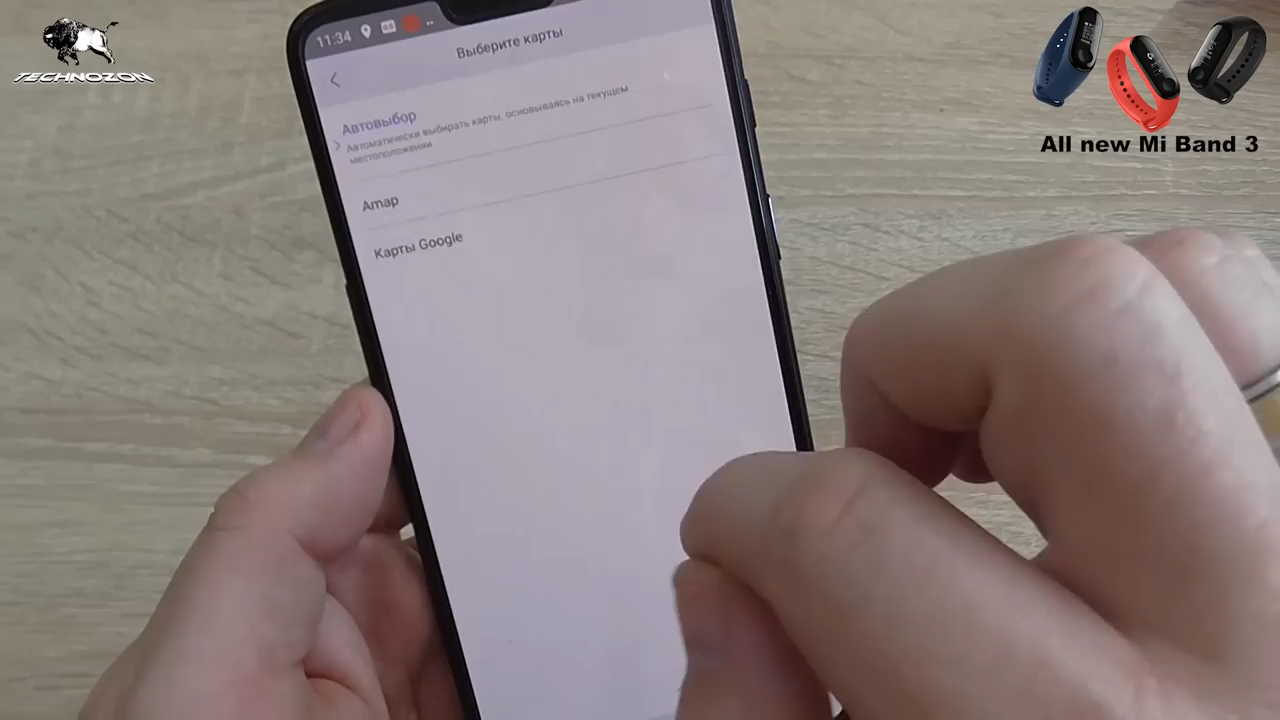 TECHNOZON
All new Mi Band 3
11:34
Выберите карты
Автовыбор
Автоматически выбирать карты, основываясь на текущем
местоположении
Amap
Карты Google